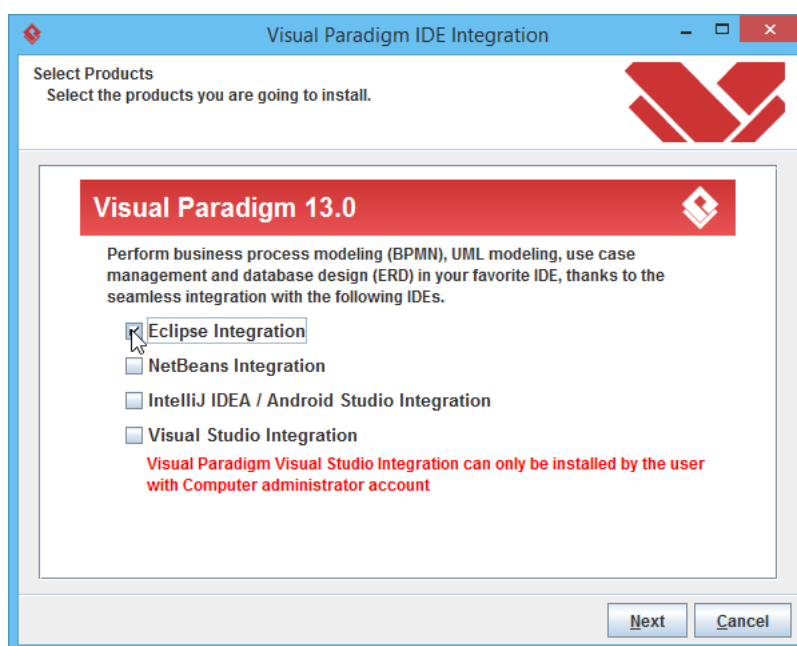 Visual Paradigm IDE Integration
Select Products
Select the products you are going to install.
Visual Paradigm 13.0
Perform business process modeling (BPMN), UML modeling, use case
management and database design (ERD) in your favorite IDE, thanks to the
seamless integration with the following IDEs.
Eclipse Integration
NetBeans Integration
IntelliJ IDEA / Android Studio Integration
Visual Studio Integration
Visual Paradigm Visual Studio Integration can only be installed by the user
with Computer administrator account
Next Cancel